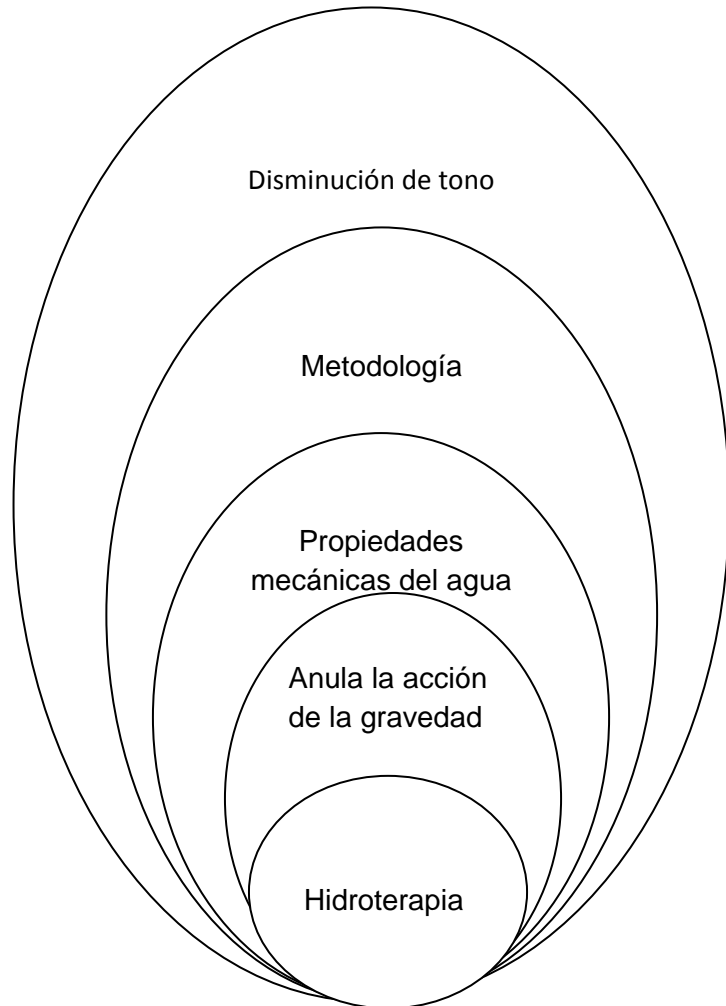 Disminución de tono
Metodología
Propiedades
mecánicas del agua
Anula la acción
de la gravedad
Hidroterapia